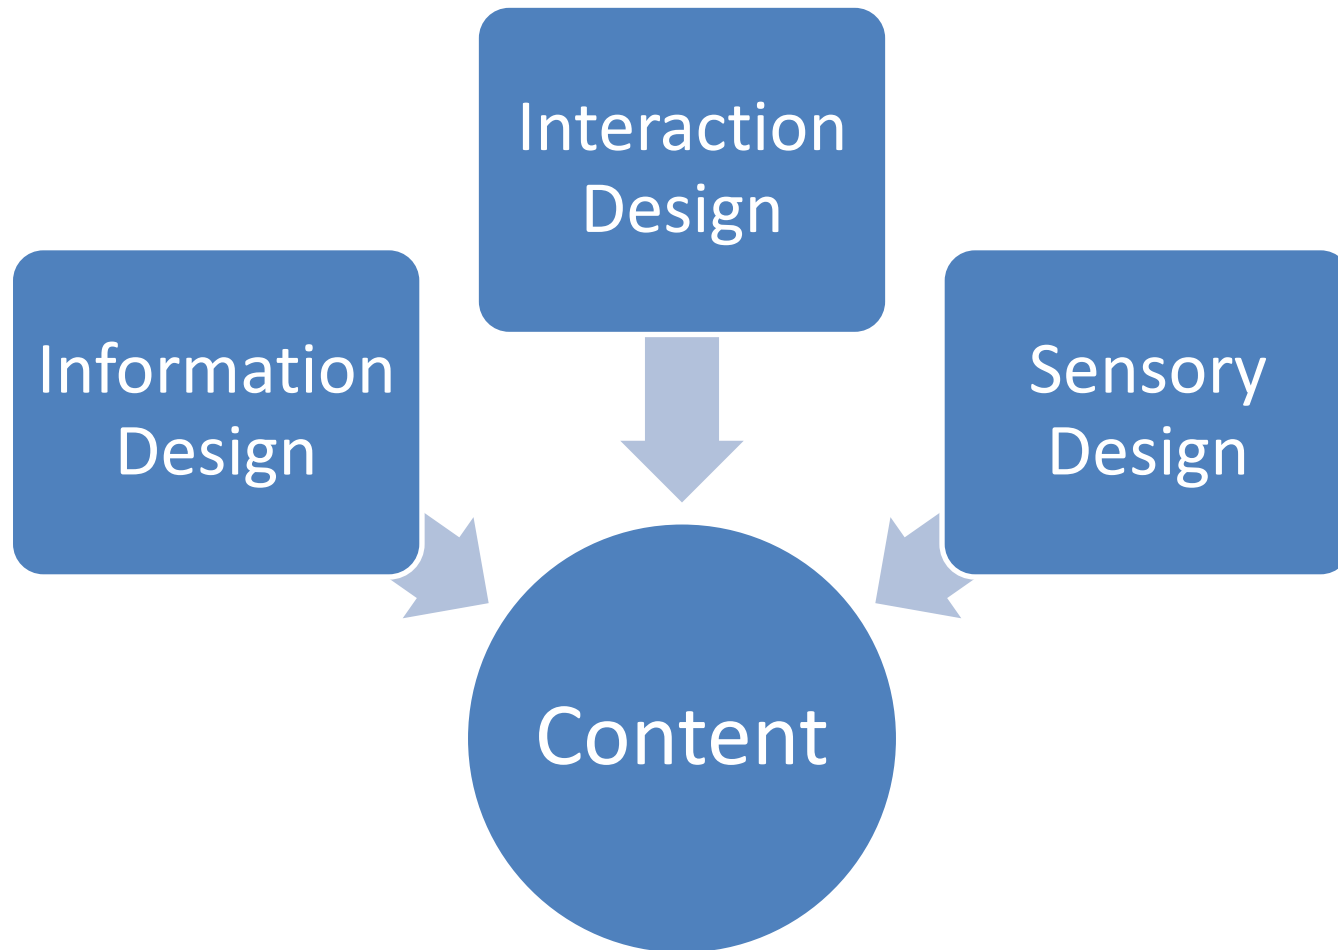 Interaction
Design
Information
Design
Sensory
Design
Content